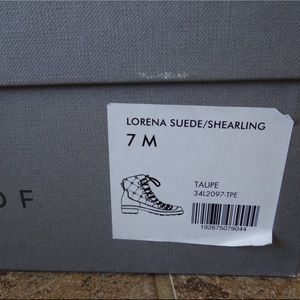 LORENA SUEDE/SHEARLING
7 M
TAUPE
34L2097-TPE
192675079044
OF